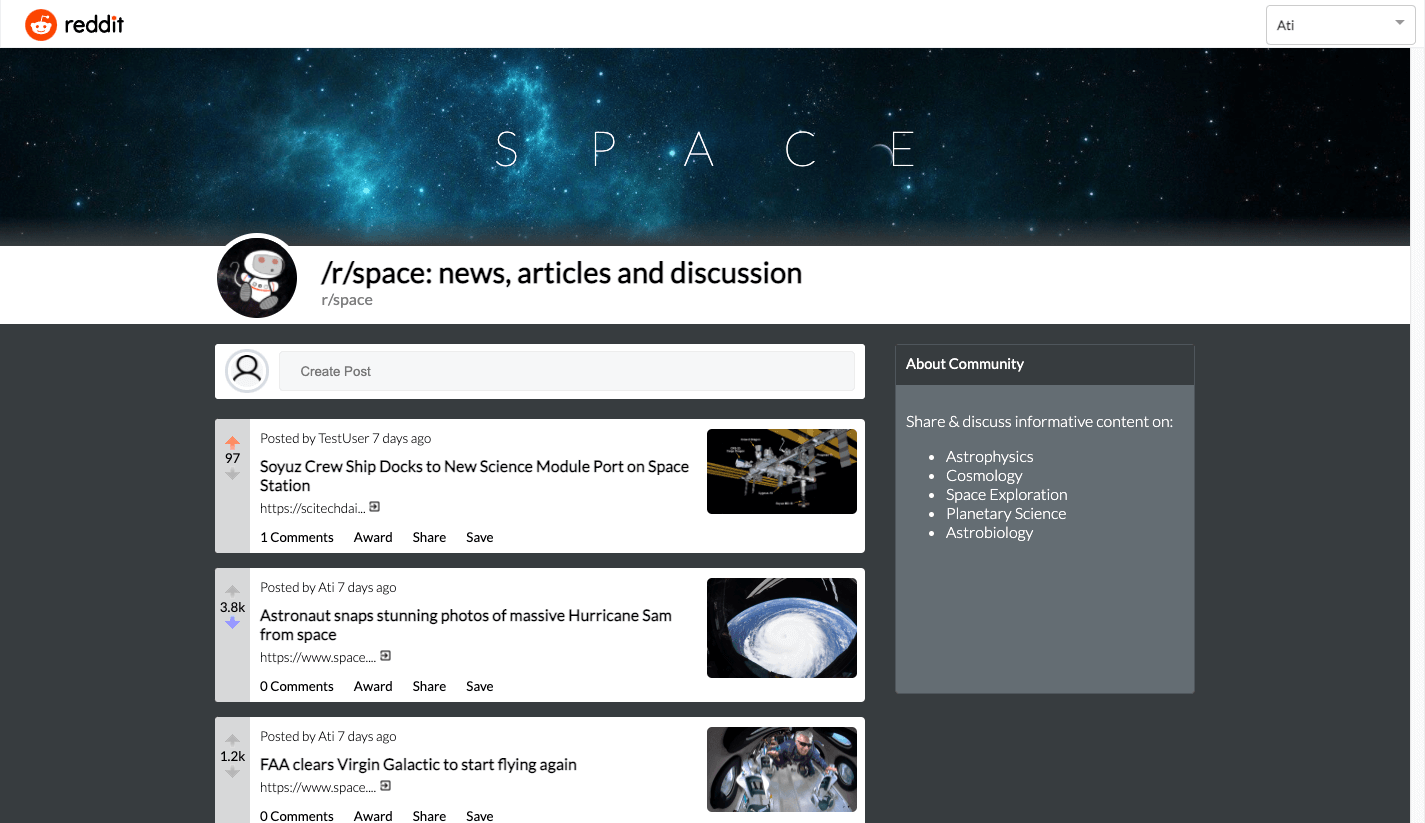 reddit
Ati
S P A C E
/r/space: news, articles and discussion
r/space
Create Post
About Community
Share & discuss informative content on:
Astrophysics
Cosmology
Space Exploration
Planetary Science
Astrobiology
97
Posted by TestUser 7 days ago
Soyuz Crew Ship Docks to New Science Module Port on Space
Station
https://scitechdai...
1 Comments Award Share Save
3.8k
Posted by Ati 7 days ago
Astronaut snaps stunning photos of massive Hurricane Sam
from space
https://www.space....
0 Comments Award Share Save
1.2k
Posted by Ati 7 days ago
FAA clears Virgin Galactic to start flying again
https://www.space....
0 Comments Award Share Save